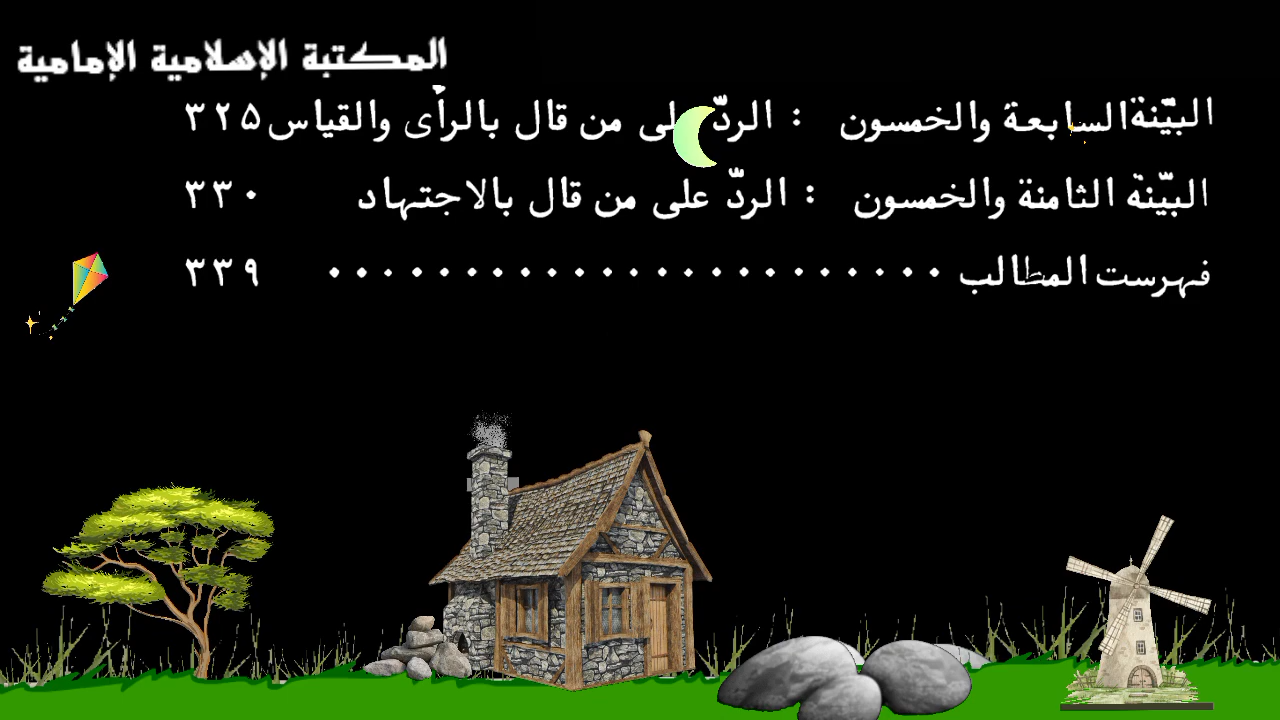 المكتبة الإسلامية الإمامية
البيّنة السابعة والخمسون : الردّ على من قال بالرأى والقياس ٣٢٥
البيّنة الثامنة والخمسون : الردّ على من قال بالاجتهاد ٣٣٠
فهرست المطالب ........................ ٣٣٩